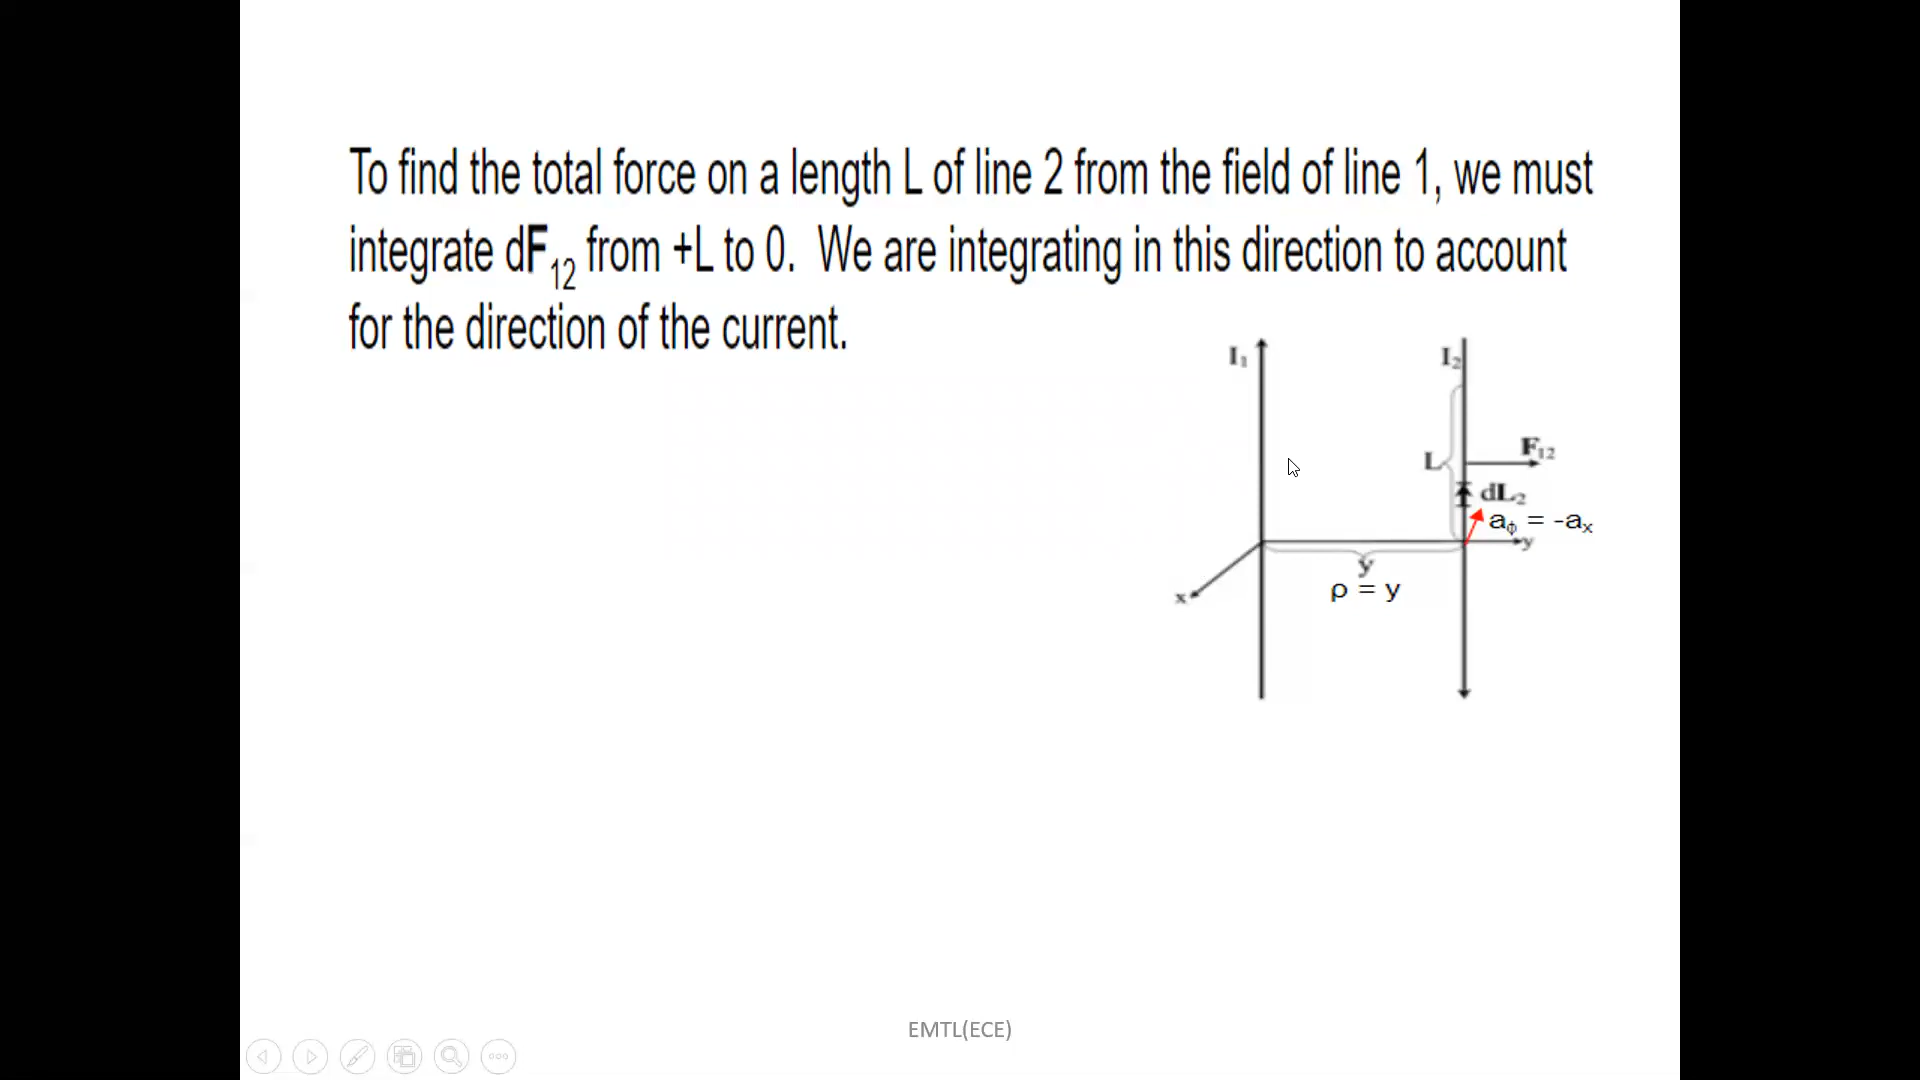 To find the total force on a length L of line 2 from the field of line 1, we must
integrate dF₁₂ from +L to 0. We are integrating in this direction to account
for the direction of the current.
I₁
I₂
F₁₂
L
dL₂
aϕ = -aₓ
y
y
x
ρ = y
EMTL(ECE)